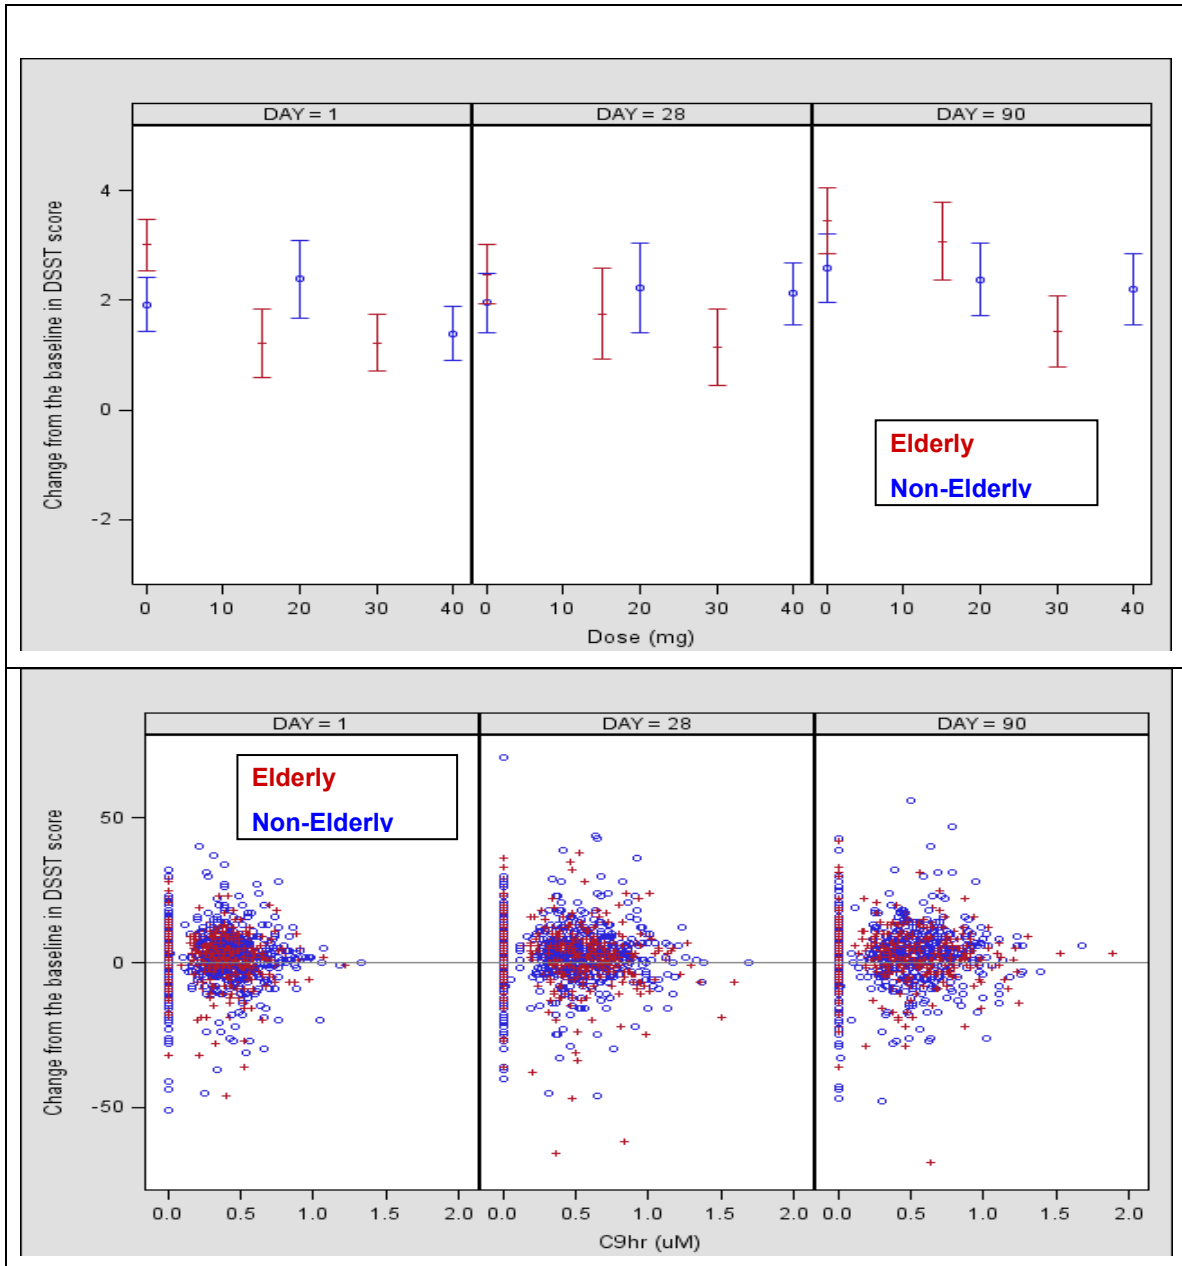 DAY = 1 DAY = 28 DAY = 90
Change from the baseline in DSST score
4
2
0
-2
Elderly
Non-Elderly
0 10 20 30 40 0 10 20 30 40 0 10 20 30 40
Dose (mg)
DAY = 1 DAY = 28 DAY = 90
Change from the baseline in DSST score
Elderly
Non-Elderly
50
0
-50
0.0 0.5 1.0 1.5 2.0 0.0 0.5 1.0 1.5 2.0 0.0 0.5 1.0 1.5 2.0
C9hr (uM)